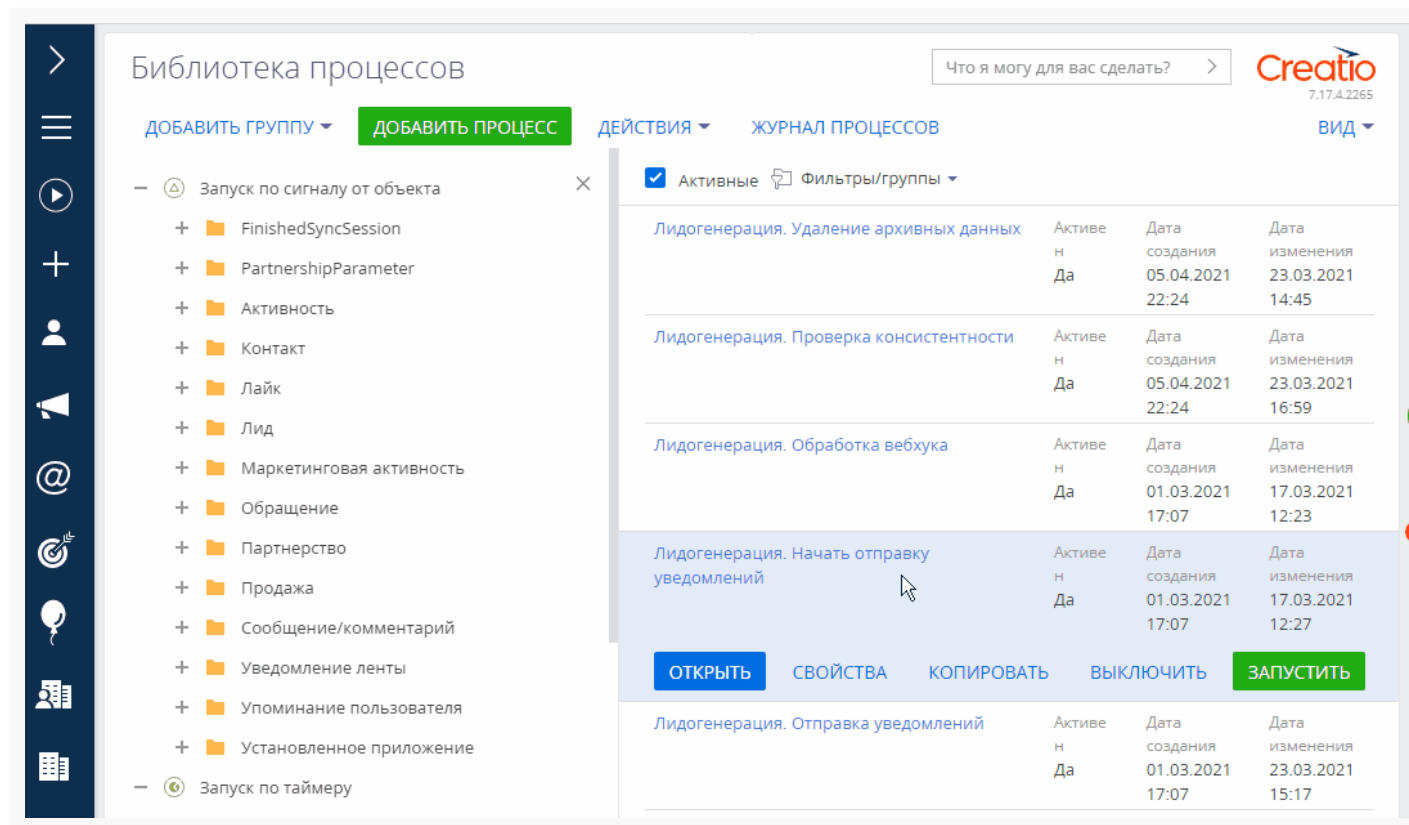 Библиотека процессов
Что я могу для вас сделать?
Creatio
7.17.4.2265
ДОБАВИТЬ ГРУППУ
ДОБАВИТЬ ПРОЦЕСС
ДЕЙСТВИЯ
ЖУРНАЛ ПРОЦЕССОВ
ВИД
Запуск по сигналу от объекта
FinishedSyncSession
PartnershipParameter
Активность
Контакт
Лайк
Лид
Маркетинговая активность
Обращение
Партнерство
Продажа
Сообщение/комментарий
Уведомление ленты
Упоминание пользователя
Установленное приложение
Запуск по таймеру
Активные Фильтры/группы
Лидогенерация. Удаление архивных данных
Активе
н
Да
Дата
создания
05.04.2021
22:24
Дата
изменения
23.03.2021
14:45
Лидогенерация. Проверка консистентности
Активе
н
Да
Дата
создания
05.04.2021
22:24
Дата
изменения
23.03.2021
16:59
Лидогенерация. Обработка вебхука
Активе
н
Да
Дата
создания
01.03.2021
17:07
Дата
изменения
17.03.2021
12:23
Лидогенерация. Начать отправку
уведомлений
Активе
н
Да
Дата
создания
01.03.2021
17:07
Дата
изменения
17.03.2021
12:27
ОТКРЫТЬ
СВОЙСТВА
КОПИРОВАТЬ
ВЫКЛЮЧИТЬ
ЗАПУСТИТЬ
Лидогенерация. Отправка уведомлений
Активе
н
Да
Дата
создания
01.03.2021
17:07
Дата
изменения
23.03.2021
15:17